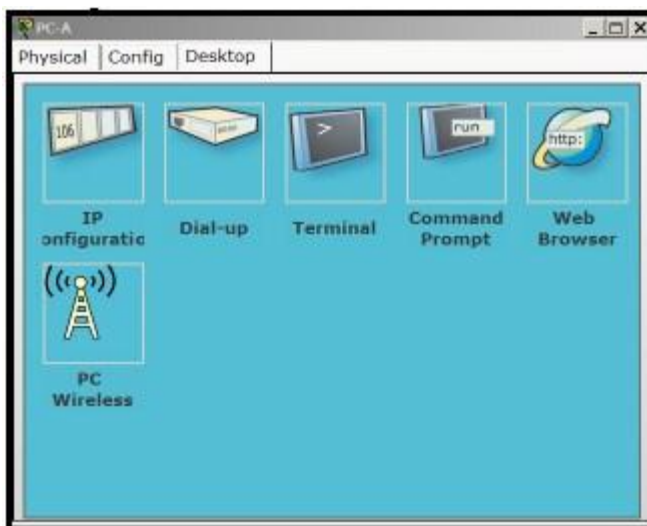 PC-A
Physical Config Desktop
106
>
run
http:
IP
onfiguratio
Dial-up
Terminal
Command
Prompt
Web
Browser
PC
Wireless